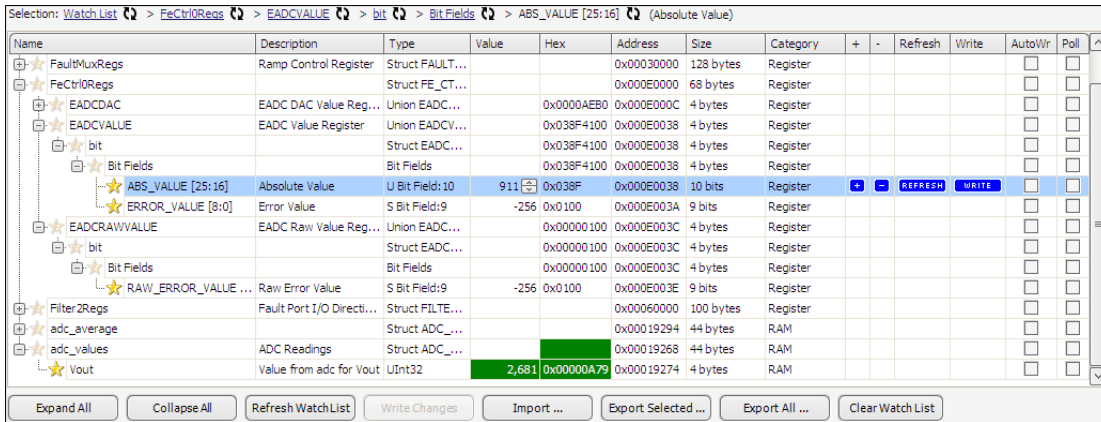 Selection: Watch List > FeCtrl0Regs > EADCVALUE > bit > Bit Fields > ABS_VALUE [25:16] (Absolute Value)
Name Description Type Value Hex Address Size Category + - Refresh Write AutoWr Poll
FaultMuxRegs Ramp Control Register Struct FAULT... 0x00030000 128 bytes Register
FeCtrl0Regs Struct FE_CT... 0x000E0000 68 bytes Register
EADCDAC EADC DAC Value Reg... Union EADC... 0x0000AEB0 0x000E000C 4 bytes Register
EADCVALUE EADC Value Register Union EADCV... 0x038F4100 0x000E0038 4 bytes Register
bit Struct EADC... 0x038F4100 0x000E0038 4 bytes Register
Bit Fields Bit Fields 0x038F4100 0x000E0038 4 bytes Register
ABS_VALUE [25:16] Absolute Value U Bit Field:10 911 0x038F 0x000E0038 10 bits Register + - REFRESH WRITE
ERROR_VALUE [8:0] Error Value S Bit Field:9 -256 0x0100 0x000E003A 9 bits Register
EADCRAWVALUE EADC Raw Value Reg... Union EADC... 0x00000100 0x000E003C 4 bytes Register
bit Struct EADC... 0x00000100 0x000E003C 4 bytes Register
Bit Fields Bit Fields 0x00000100 0x000E003C 4 bytes Register
RAW_ERROR_VALUE ... Raw Error Value S Bit Field:9 -256 0x0100 0x000E003E 9 bits Register
Filter2Regs Fault Port I/O Directi... Struct FILTE... 0x00060000 100 bytes Register
adc_average Struct ADC_... 0x00019294 44 bytes RAM
adc_values ADC Readings Struct ADC_... 0x00019268 44 bytes RAM
Vout Value from adc for Vout UInt32 2,681 0x00000A79 0x00019274 4 bytes RAM
Expand All Collapse All Refresh WatchList Write Changes Import ... Export Selected ... Export All ... Clear Watch List